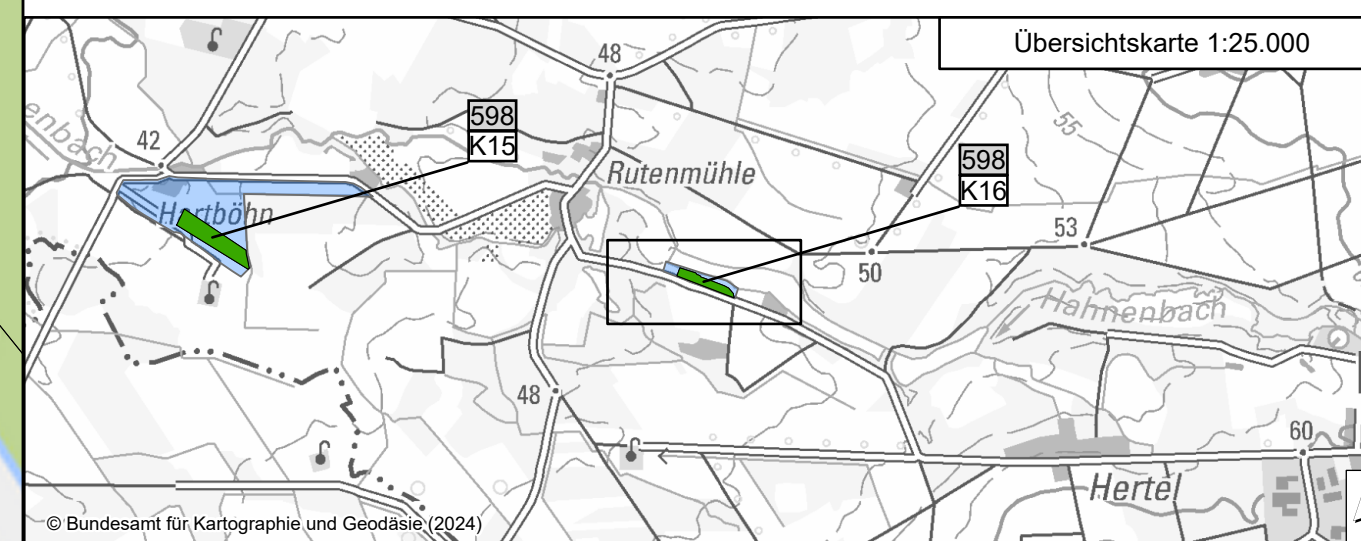 Übersichtskarte 1:25.000
48
598
K15
enbach
42
55
598
K16
Rutenmühle
Hartböhn
53
50
Hahnenbach
48
60
Hertel
© Bundesamt für Kartographie und Geodäsie (2024)